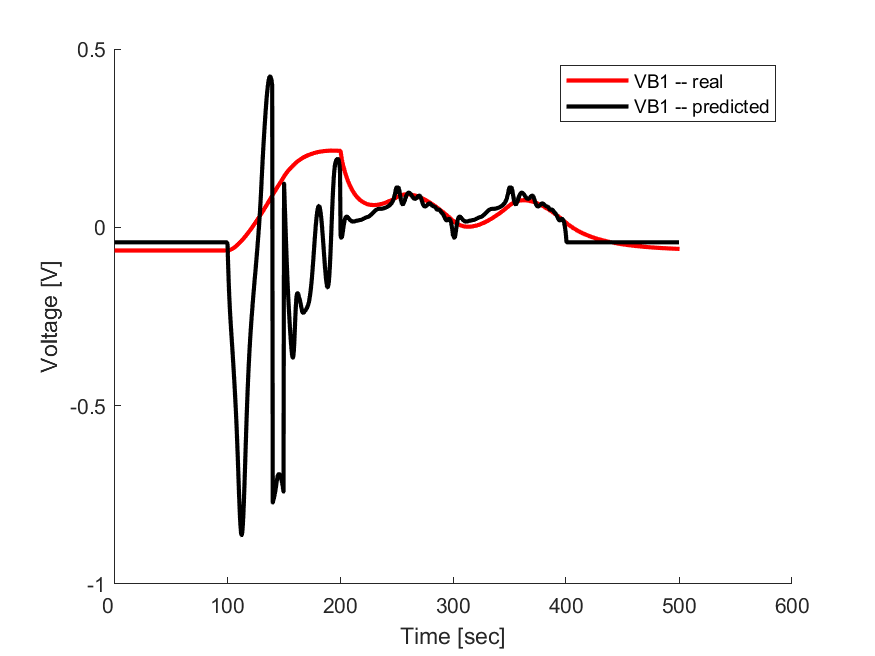 0.5
VB1 -- real
VB1 -- predicted
0
Voltage [V]
-0.5
-1
0 100 200 300 400 500 600
Time [sec]